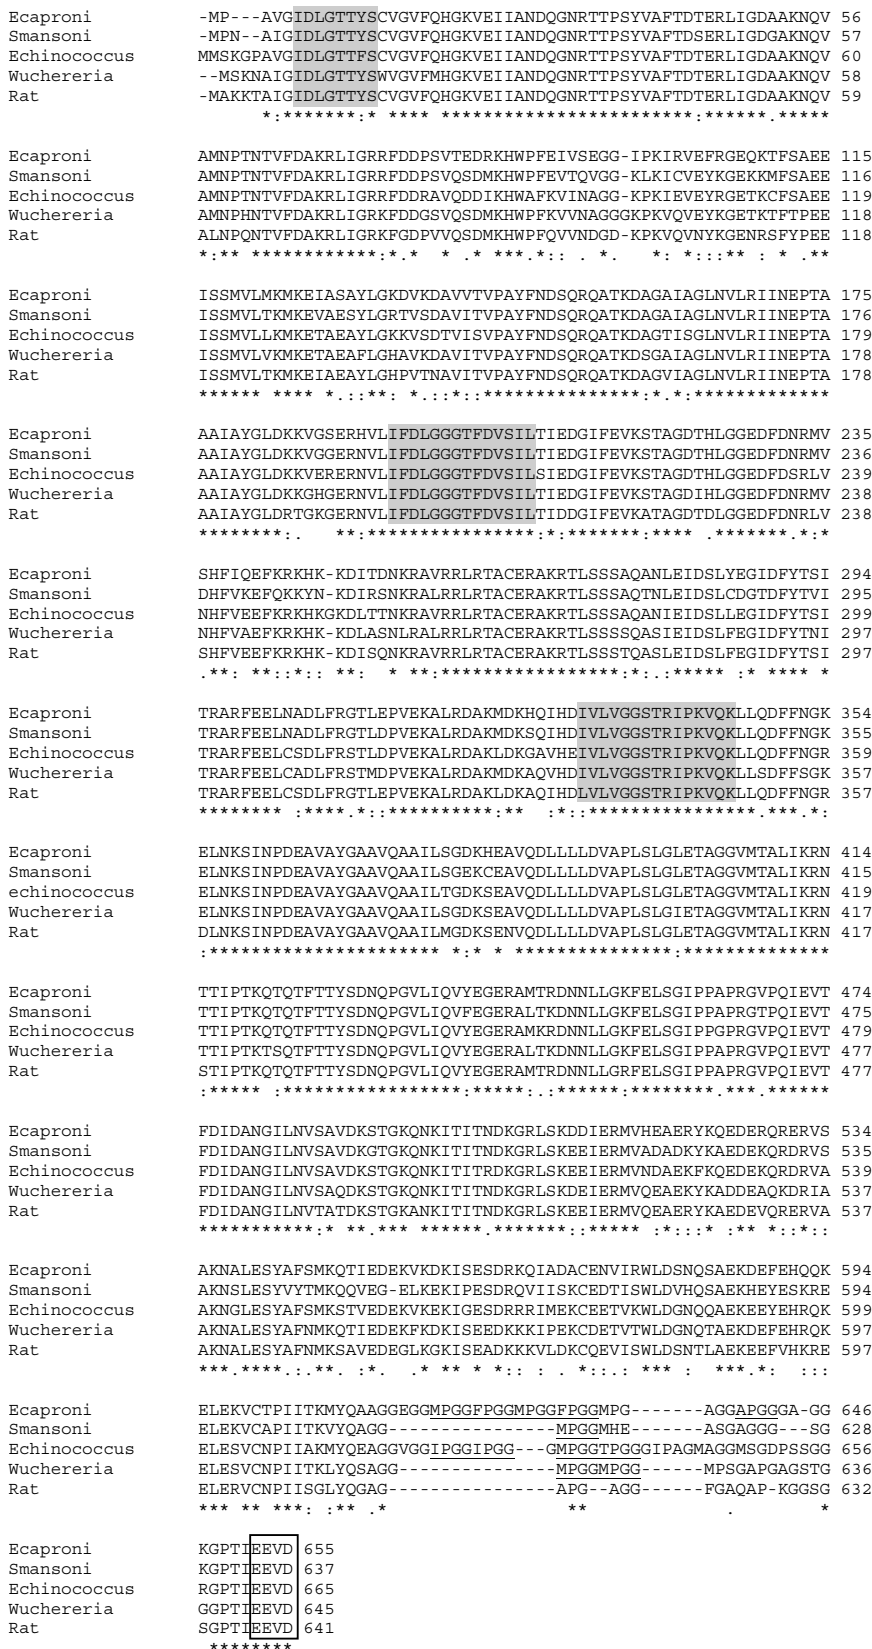 Ecaproni -MP---AVGIDLGTTYSCVGVFQHGKVEIIANDQGNRTTPSYVAFTDTERLIGDAAKNQV 56
Smansoni -MPN--AIGIDLGTTYSCVGVFQHGKVEIIANDQGNRTTPSYVAFTDSERLIGDGAKNQV 57
Echinococcus MMSKGPAVGIDLGTTFSCVGVFQHGKVEIIANDQGNRTTPSYVAFTDTERLIGDAAKNQV 60
Wuchereria --MSKNAIGIDLGTTYSWVGVFMHGKVEIIANDQGNRTTPSYVAFTDTERLIGDAAKNQV 58
Rat -MAKKTAIGIDLGTTYSCVGVFQHGKVEIIANDQGNRTTPSYVAFTDTERLIGDAAKNQV 59
*:*******:* **** ************************:******.*****
Ecaproni AMNPTNTVFDAKRLIGRRFDDPSVTEDRKHWPFEIVSEGG-IPKIRVEFRGEQKTFSAEE 115
Smansoni AMNPTNTVFDAKRLIGRRFDDPSVQSDMKHWPFEVTQVGG-KLKICVEYKGEKKMFSAEE 116
Echinococcus AMNPTNTVFDAKRLIGRRFDDRAVQDDIKHWAFKVINAGG-KPKIEVEYRGETKCFSAEE 119
Wuchereria AMNPHNTVFDAKRLIGRKFDDGSVQSDMKHWPFKVVNAGGGKPKVQVEYKGETKTFTPEE 118
Rat ALNPQNTVFDAKRLIGRKFGDPVVQSDMKHWPFQVVNDGD-KPKVQVNYKGENRSFYPEE 118
*:** ************:*.* * .* ***.*:: . *. *: *:::** : * .**
Ecaproni ISSMVLMKMKEIASAYLGKDVKDAVVTVPAYFNDSQRQATKDAGAIAGLNVLRIINEPTA 175
Smansoni ISSMVLTKMKEVAESYLGRTVSDAVITVPAYFNDSQRQATKDAGAIAGLNVLRIINEPTA 176
Echinococcus ISSMVLLKMKETAEAYLGKKVSDTVISVPAYFNDSQRQATKDAGTISGLNVLRIINEPTA 179
Wuchereria ISSMVLVKMKETAEAFLGHAVKDAVITVPAYFNDSQRQATKDSGAIAGLNVLRIINEPTA 178
Rat ISSMVLTKMKEIAEAYLGHPVTNAVITVPAYFNDSQRQATKDAGVIAGLNVLRIINEPTA 178
****** **** *.::**: *.::*::***************:*.*:*************
Ecaproni AAIAYGLDKKVGSERHVLIFDLGGGTFDVSILTIEDGIFEVKSTAGDTHLGGEDFDNRMV 235
Smansoni AAIAYGLDKKVGGERNVLIFDLGGGTFDVSILTIEDGIFEVKSTAGDTHLGGEDFDNRMV 236
Echinococcus AAIAYGLDKKVERERNVLIFDLGGGTFDVSILSIEDGIFEVKSTAGDTHLGGEDFDSRLV 239
Wuchereria AAIAYGLDKKGHGERNVLIFDLGGGTFDVSILTIEDGIFEVKSTAGDIHLGGEDFDNRMV 238
Rat AAIAYGLDRTGKGERNVLIFDLGGGTFDVSILTIDDGIFEVKATAGDTDLGGEDFDNRLV 238
********:. **:****************:*:*******:**** .*******.*:*
Ecaproni SHFIQEFKRKHK-KDITDNKRAVRRLRTACERAKRTLSSSAQANLEIDSLYEGIDFYTSI 294
Smansoni DHFVKEFQKKYN-KDIRSNKRALRRLRTACERAKRTLSSSAQTNLEIDSLCDGTDFYTVI 295
Echinococcus NHFVEEFKRKHKGKDLTTNKRAVRRLRTACERAKRTLSSSAQANIEIDSLLEGIDFYTSI 299
Wuchereria NHFVAEFKRKHK-KDLASNLRALRRLRTACERAKRTLSSSSQASIEIDSLFEGIDFYTNI 297
Rat SHFVEEFKRKHK-KDISQNKRAVRRLRTACERAKRTLSSSTQASLEIDSLFEGIDFYTSI 297
.**: **::*:: **: * **:*****************:*:.:***** :* **** *
Ecaproni TRARFEELNADLFRGTLEPVEKALRDAKMDKHQIHDIVLVGGSTRIPKVQKLLQDFFNGK 354
Smansoni TRARFEELNADLFRGTLDPVEKALRDAKMDKSQIHDIVLVGGSTRIPKVQKLLQDFFNGK 355
Echinococcus TRARFEELCSDLFRSTLDPVEKALRDAKLDKGAVHEIVLVGGSTRIPKVQKLLQDFFNGR 359
Wuchereria TRARFEELCADLFRSTMDPVEKALRDAKMDKAQVHDIVLVGGSTRIPKVQKLLSDFFSGK 357
Rat TRARFEELCSDLFRGTLEPVEKALRDAKLDKAQIHDLVLVGGSTRIPKVQKLLQDFFNGR 357
******** :****.*::**********:** :*::****************.***.*:
Ecaproni ELNKSINPDEAVAYGAAVQAAILSGDKHEAVQDLLLLDVAPLSLGLETAGGVMTALIKRN 414
Smansoni ELNKSINPDEAVAYGAAVQAAILSGEKCEAVQDLLLLDVAPLSLGLETAGGVMTALIKRN 415
echinococcus ELNKSINPDEAVAYGAAVQAAILTGDKSEAVQDLLLLDVAPLSLGLETAGGVMTALIKRN 419
Wuchereria ELNKSINPDEAVAYGAAVQAAILSGDKSEAVQDLLLLDVAPLSLGIETAGGVMTALIKRN 417
Rat DLNKSINPDEAVAYGAAVQAAILMGDKSENVQDLLLLDVAPLSLGLETAGGVMTALIKRN 417
:********************** *:* * ***************:**************
Ecaproni TTIPTKQTQTFTTYSDNQPGVLIQVYEGERAMTRDNNLLGKFELSGIPPAPRGVPQIEVT 474
Smansoni TTIPTKQTQTFTTYSDNQPGVLIQVFEGERALTKDNNLLGKFELSGIPPAPRGTPQIEVT 475
Echinococcus TTIPTKQTQTFTTYSDNQPGVLIQVYEGERAMKRDNNLLGKFELSGIPPGPRGVPQIEVT 479
Wuchereria TTIPTKTSQTFTTYSDNQPGVLIQVYEGERALTKDNNLLGKFELSGIPPAPRGVPQIEVT 477
Rat STIPTKQTQTFTTYSDNQPGVLIQVYEGERAMTRDNNLLGRFELSGIPPAPRGVPQIEVT 477
:***** :*****************:*****:.:******:********.***.******
Ecaproni FDIDANGILNVSAVDKSTGKQNKITITNDKGRLSKDDIERMVHEAERYKQEDERQRERVS 534
Smansoni FDIDANGILNVSAVDKGTGKQNKITITNDKGRLSKEEIERMVADADKYKAEDEKQRDRVS 535
Echinococcus FDIDANGILNVSAVDKSTGKQNKITITRDKGRLSKEEIERMVNDAEKFKQEDEKQRDRVA 539
Wuchereria FDIDANGILNVSAQDKSTGKQNKITITNDKGRLSKDEIERMVQEAEKYKADDEAQKDRIA 537
Rat FDIDANGILNVTATDKSTGKANKITITNDKGRLSKEEIERMVQEAERYKAEDEVQRERVA 537
***********:* **.*** ******.*******::***** :*:::* :** *::*::
Ecaproni AKNALESYAFSMKQTIEDEKVKDKISESDRKQIADACENVIRWLDSNQSAEKDEFEHQQK 594
Smansoni AKNSLESYVYTMKQQVEG-ELKEKIPESDRQVIISKCEDTISWLDVHQSAEKHEYESKRE 594
Echinococcus AKNGLESYAFSMKSTVEDEKVKEKIGESDRRRIMEKCEETVKWLDGNQQAEKEEYEHRQK 599
Wuchereria AKNALESYAFNMKQTIEDEKFKDKISEEDKKKIPEKCDETVTWLDGNQTAEKDEFEHRQK 597
Rat AKNALESYAFNMKSAVEDEGLKGKISEADKKKVLDKCQEVISWLDSNTLAEKEEFVHKRE 597
***.****.:.**. :*. .* ** * *:: : . *::.: *** : ***.*: :::
Ecaproni ELEKVCTPIITKMYQAAGGEGGMPGGFPGGMPGGFPGGMPG-------AGGAPGGGA-GG 646
Smansoni ELEKVCAPIITKVYQAGG---------------MPGGMHE-------ASGAGGG---SG 628
Echinococcus ELESVCNPIIAKMYQEAGGVGGIPGGIPGG---GMPGGTPGGGIPAGMAGGMSGDPSSGG 656
Wuchereria ELESVCNPIITKLYQSAGG---------------MPGGMPGG------MPSGAPGAGSTG 636
Rat ELERVCNPIISGLYQGAG----------------APG--AGG------FGAQAP-KGGSG 632
*** ** ***: :** .* ** . *
Ecaproni KGPTIEEVD 655
Smansoni KGPTIEEVD 637
Echinococcus RGPTIEEVD 665
Wuchereria GGPTIEEVD 645
Rat SGPTIEEVD 641
********